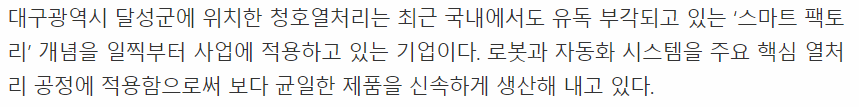 대구광역시 달성군에 위치한 청호열처리는 최근 국내에서도 유독 부각되고 있는 ‘스마트 팩토
리’ 개념을 일찍부터 사업에 적용하고 있는 기업이다. 로봇과 자동화 시스템을 주요 핵심 열처
리 공정에 적용함으로써 보다 균일한 제품을 신속하게 생산해 내고 있다.